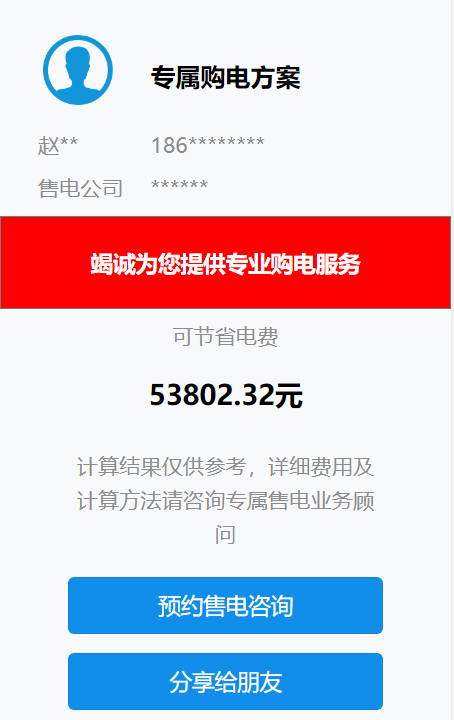 专属购电方案
赵** 186********
售电公司 ******
竭诚为您提供专业购电服务
可节省电费
53802.32元
计算结果仅供参考，详细费用及
计算方法请咨询专属售电业务顾
问
预约售电咨询
分享给朋友